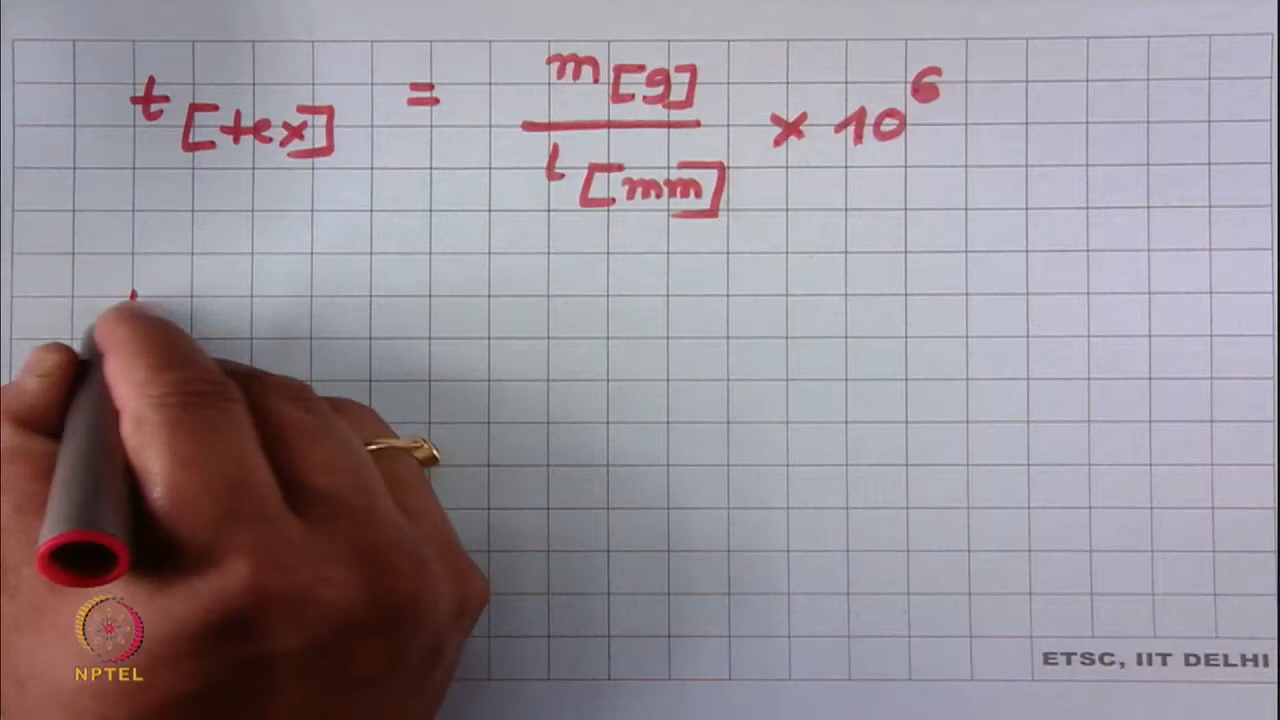 t [tex] = m [g] / l [mm] × 10^6
NPTEL
ETSC, IIT DELHI